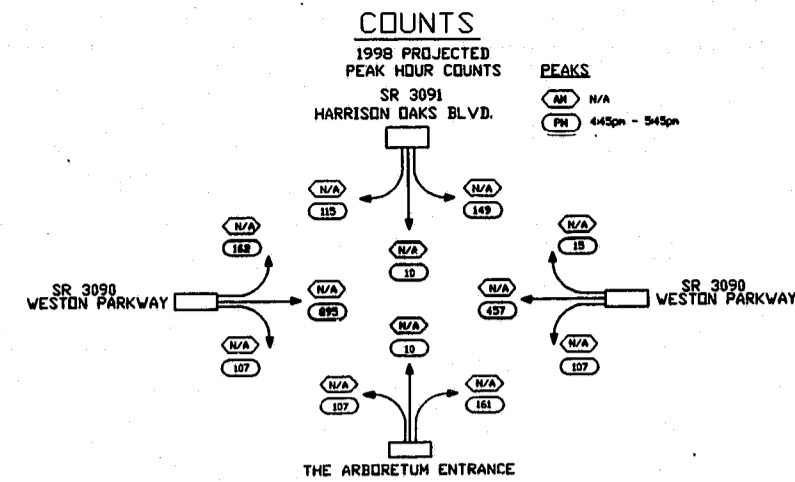 COUNTS
1998 PROJECTED
PEAK HOUR COUNTS
PEAKS
AM N/A
PM 4:45pm - 5:45pm
SR 3091
HARRISON OAKS BLVD.
N/A
115
N/A
149
N/A
10
N/A
162
N/A
895
N/A
107
SR 3090
WESTON PARKWAY
N/A
15
N/A
457
N/A
107
SR 3090
WESTON PARKWAY
N/A
10
N/A
107
N/A
161
THE ARBORETUM ENTRANCE